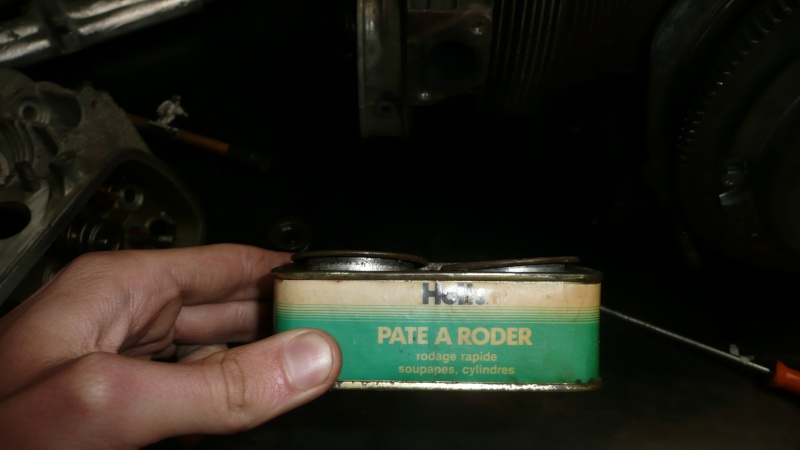 Holts
PATE A RODER
rodage rapide
soupapes, cylindres